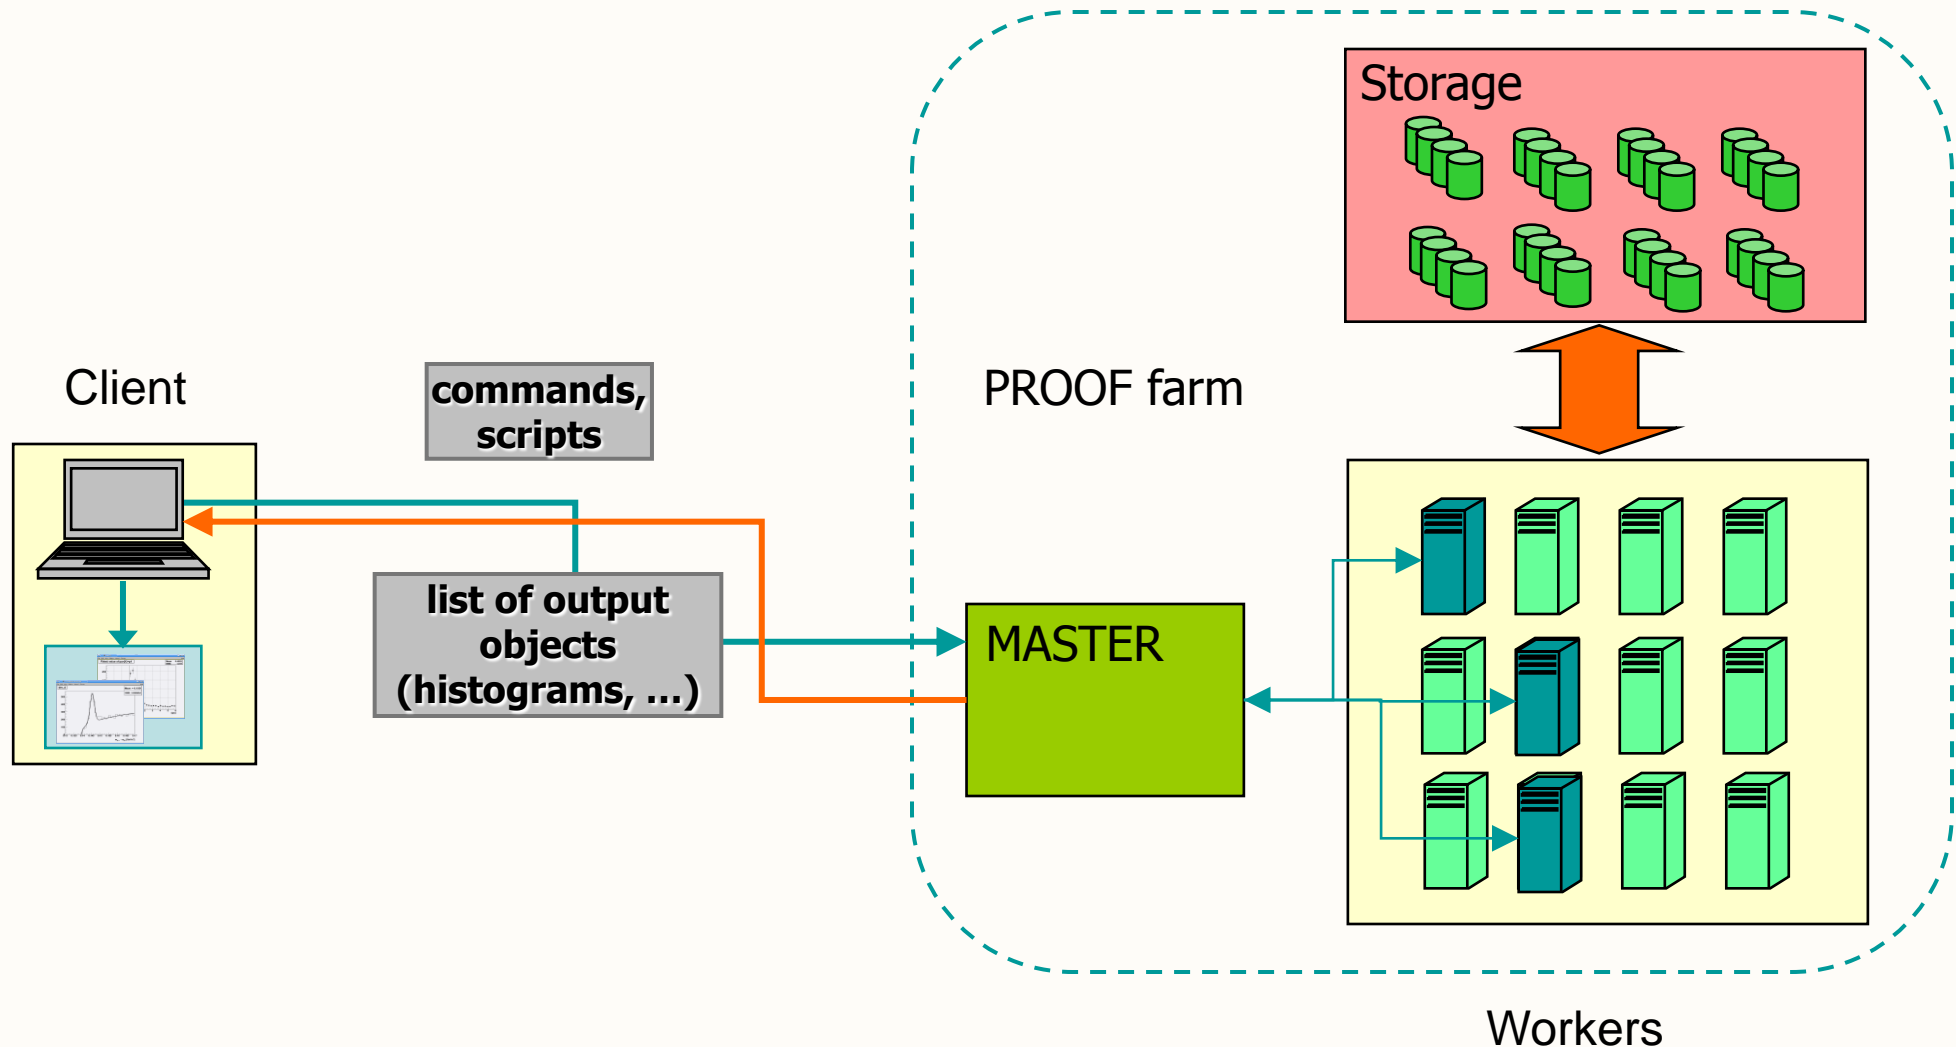 Storage
Client
commands,
scripts
PROOF farm
list of output
objects
(histograms, ...)
MASTER
Workers